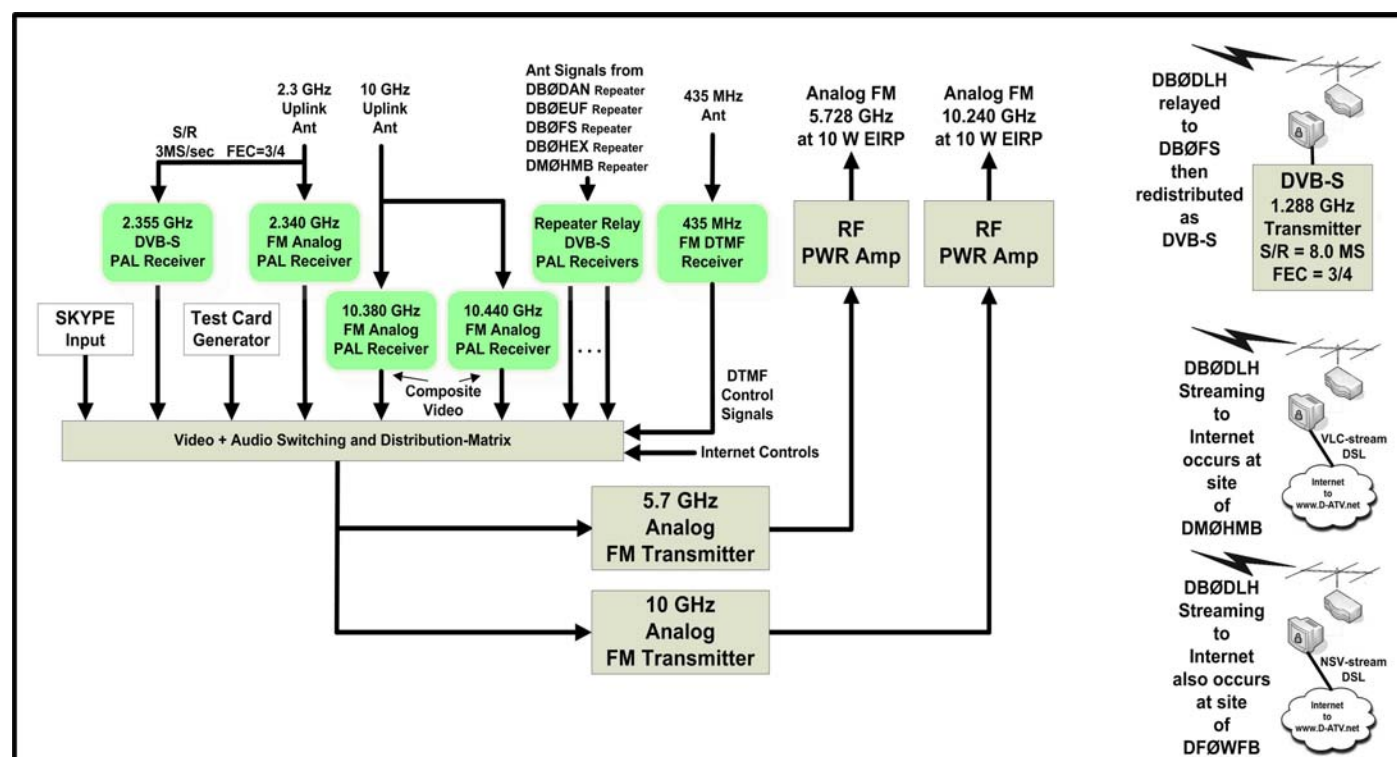 2.3 GHz
Uplink
Ant
10 GHz
Uplink
Ant
Ant Signals from
DBØDAN Repeater
DBØEUF Repeater
DBØFS Repeater
DBØHEX Repeater
DMØHMB Repeater
435 MHz
Ant
Analog FM
5.728 GHz
at 10 W EIRP
Analog FM
10.240 GHz
at 10 W EIRP
S/R
3MS/sec FEC=3/4
2.355 GHz
DVB-S
PAL Receiver
2.340 GHz
FM Analog
PAL Receiver
Repeater Relay
DVB-S
PAL Receivers
435 MHz
FM DTMF
Receiver
RF
PWR Amp
RF
PWR Amp
SKYPE
Input
Test Card
Generator
10.380 GHz
FM Analog
PAL Receiver
10.440 GHz
FM Analog
PAL Receiver
...
Composite
Video
DTMF
Control
Signals
Video + Audio Switching and Distribution-Matrix
Internet Controls
5.7 GHz
Analog
FM Transmitter
10 GHz
Analog
FM Transmitter
DBØDLH
relayed
to
DBØFS
then
redistributed
as
DVB-S
DVB-S
1.288 GHz
Transmitter
S/R = 8.0 MS
FEC = 3/4
DBØDLH
Streaming
to
Internet
occurs at
site
of
DMØHMB
VLC-stream
DSL
Internet
to
www.D-ATV.net
DBØDLH
Streaming
to
Internet
also occurs
at site
of
DFØWFB
NSV-stream
DSL
Internet
to
www.D-ATV.net